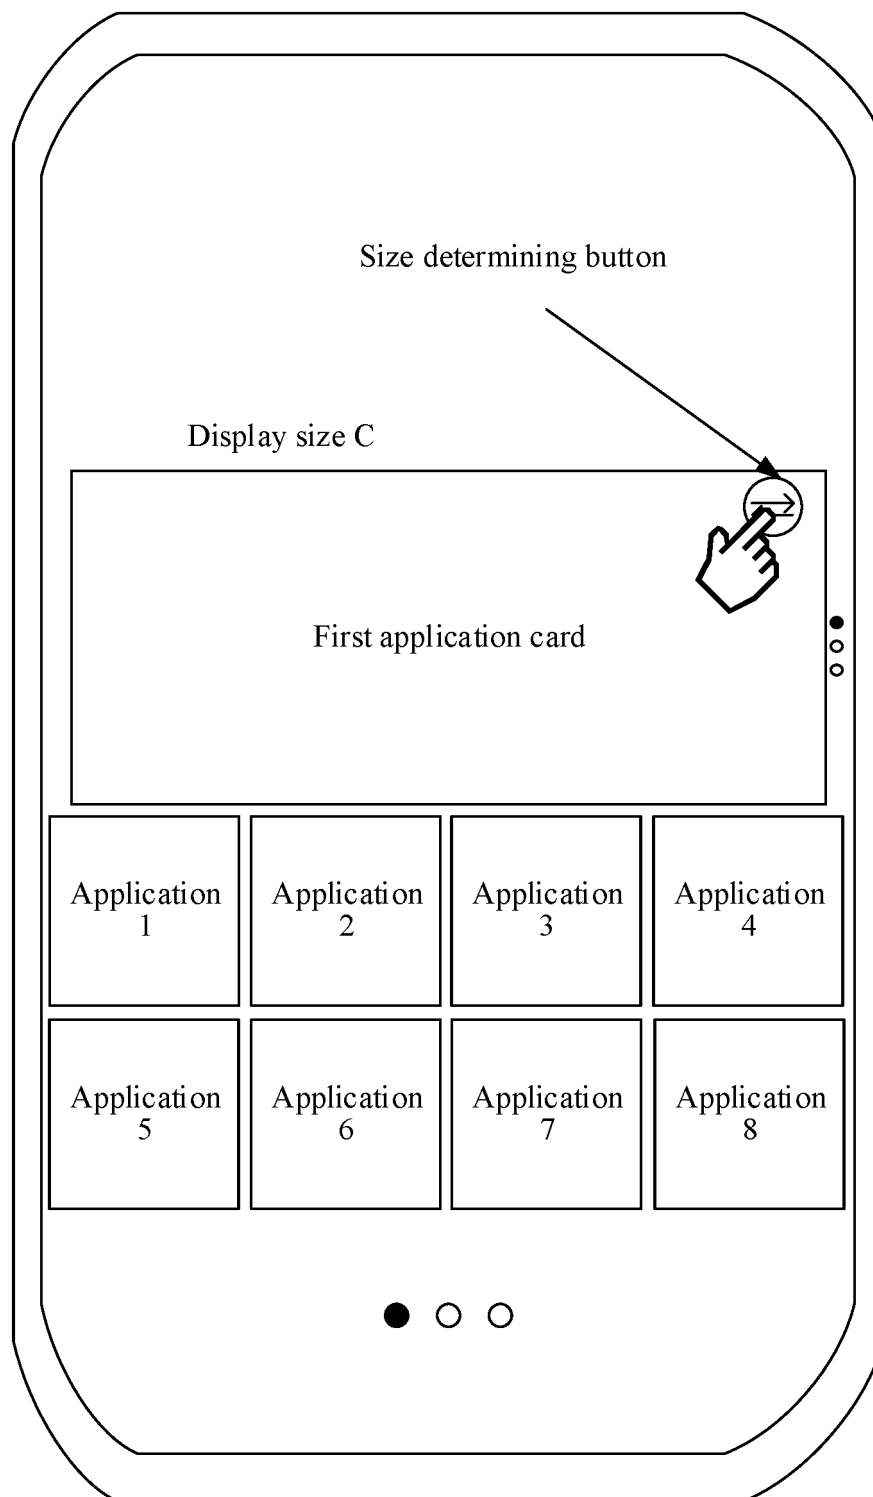 Size determining button
Display size C
First application card
Application Application Application Application
1 2 3 4
Application Application Application Application
5 6 7 8